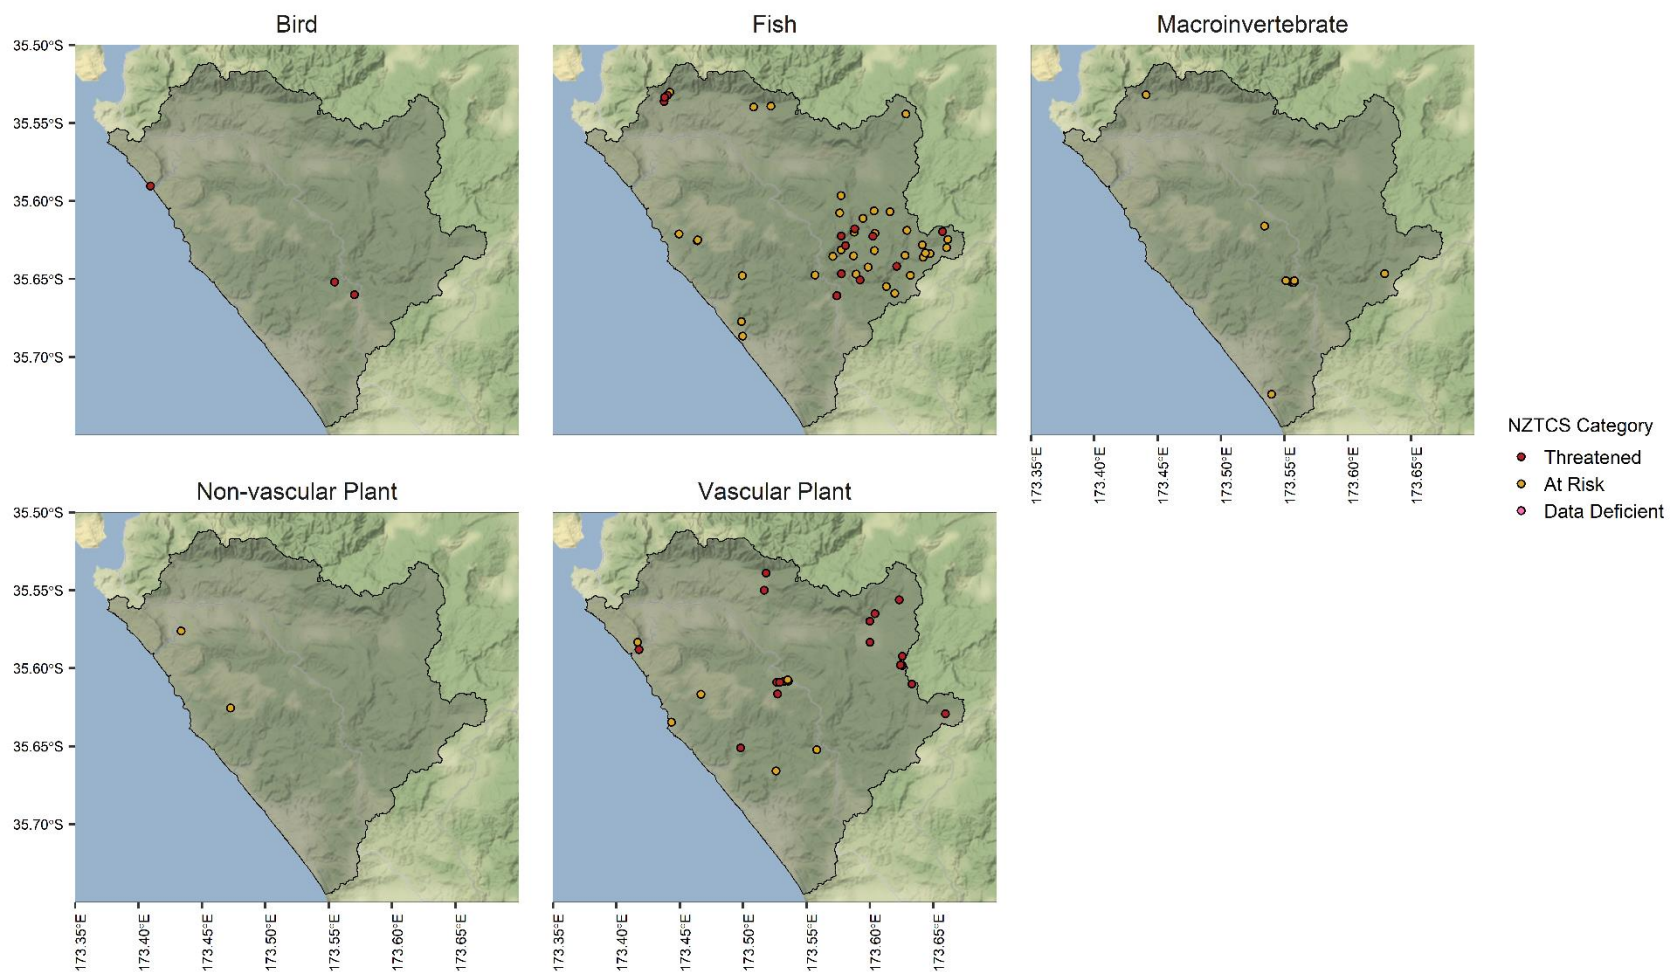 Bird
Fish
Macroinvertebrate
35.50°S
35.55°S
35.60°S
35.65°S
35.70°S
173.35°E
173.40°E
173.45°E
173.50°E
173.55°E
173.60°E
173.65°E
NZTCS Category
Threatened
At Risk
Data Deficient
Non-vascular Plant
Vascular Plant
35.50°S
35.55°S
35.60°S
35.65°S
35.70°S
173.35°E
173.40°E
173.45°E
173.50°E
173.55°E
173.60°E
173.65°E
173.35°E
173.40°E
173.45°E
173.50°E
173.55°E
173.60°E
173.65°E